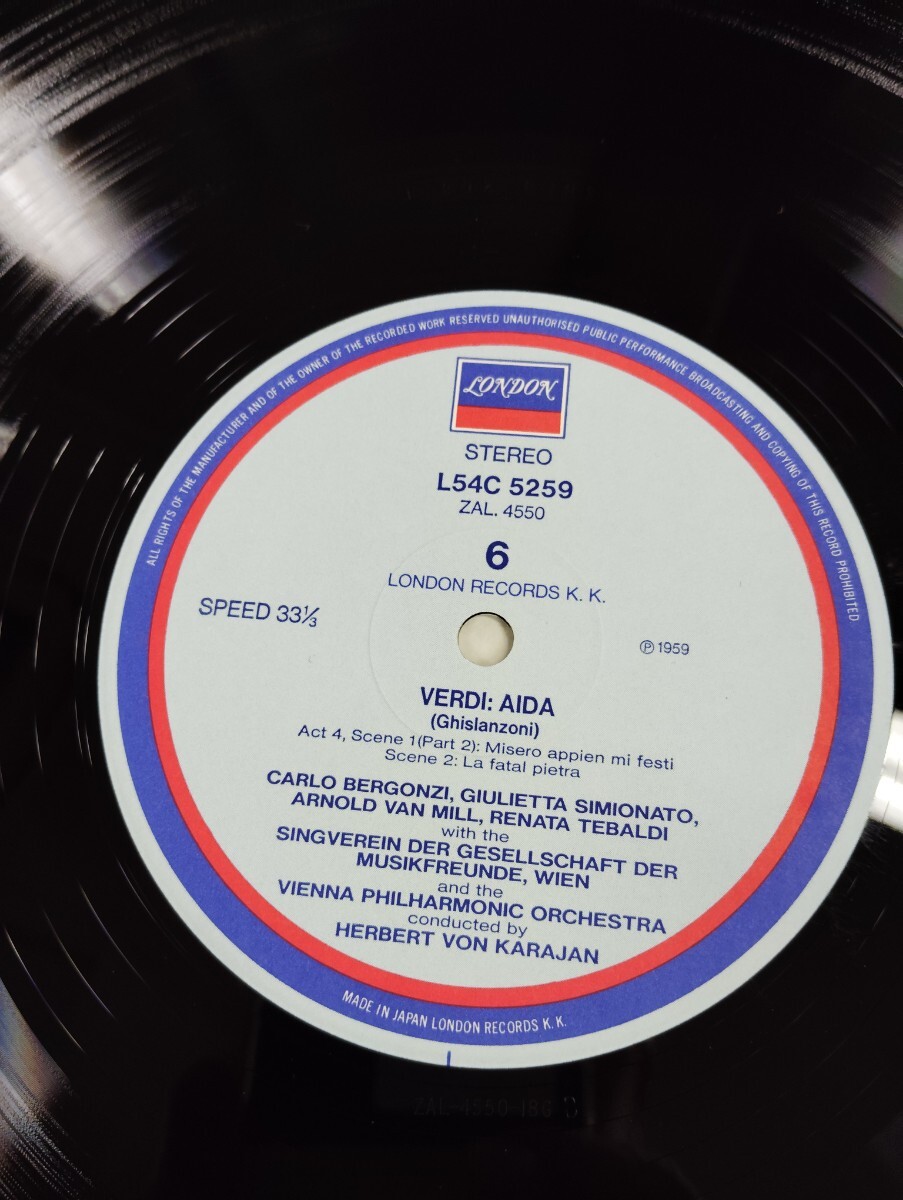 ALL RIGHTS OF THE MANUFACTURER AND OF THE OWNER OF THE RECORDED WORK RESERVED UNAUTHORISED PUBLIC PERFORMANCE BROADCASTING AND COPYING OF THIS RECORD PROHIBITED
LONDON
STEREO
L54C 5259
ZAL. 4550
6
LONDON RECORDS K. K.
SPEED 33⅓
Ⓟ 1959
VERDI: AIDA
(Ghislanzoni)
Act 4, Scene 1(Part 2): Misero appien mi festi
Scene 2: La fatal pietra
CARLO BERGONZI, GIULIETTA SIMIONATO,
ARNOLD VAN MILL, RENATA TEBALDI
with the
SINGVEREIN DER GESELLSCHAFT DER
MUSIKFREUNDE, WIEN
and the
VIENNA PHILHARMONIC ORCHESTRA
conducted by
HERBERT VON KARAJAN
MADE IN JAPAN LONDON RECORDS K. K.